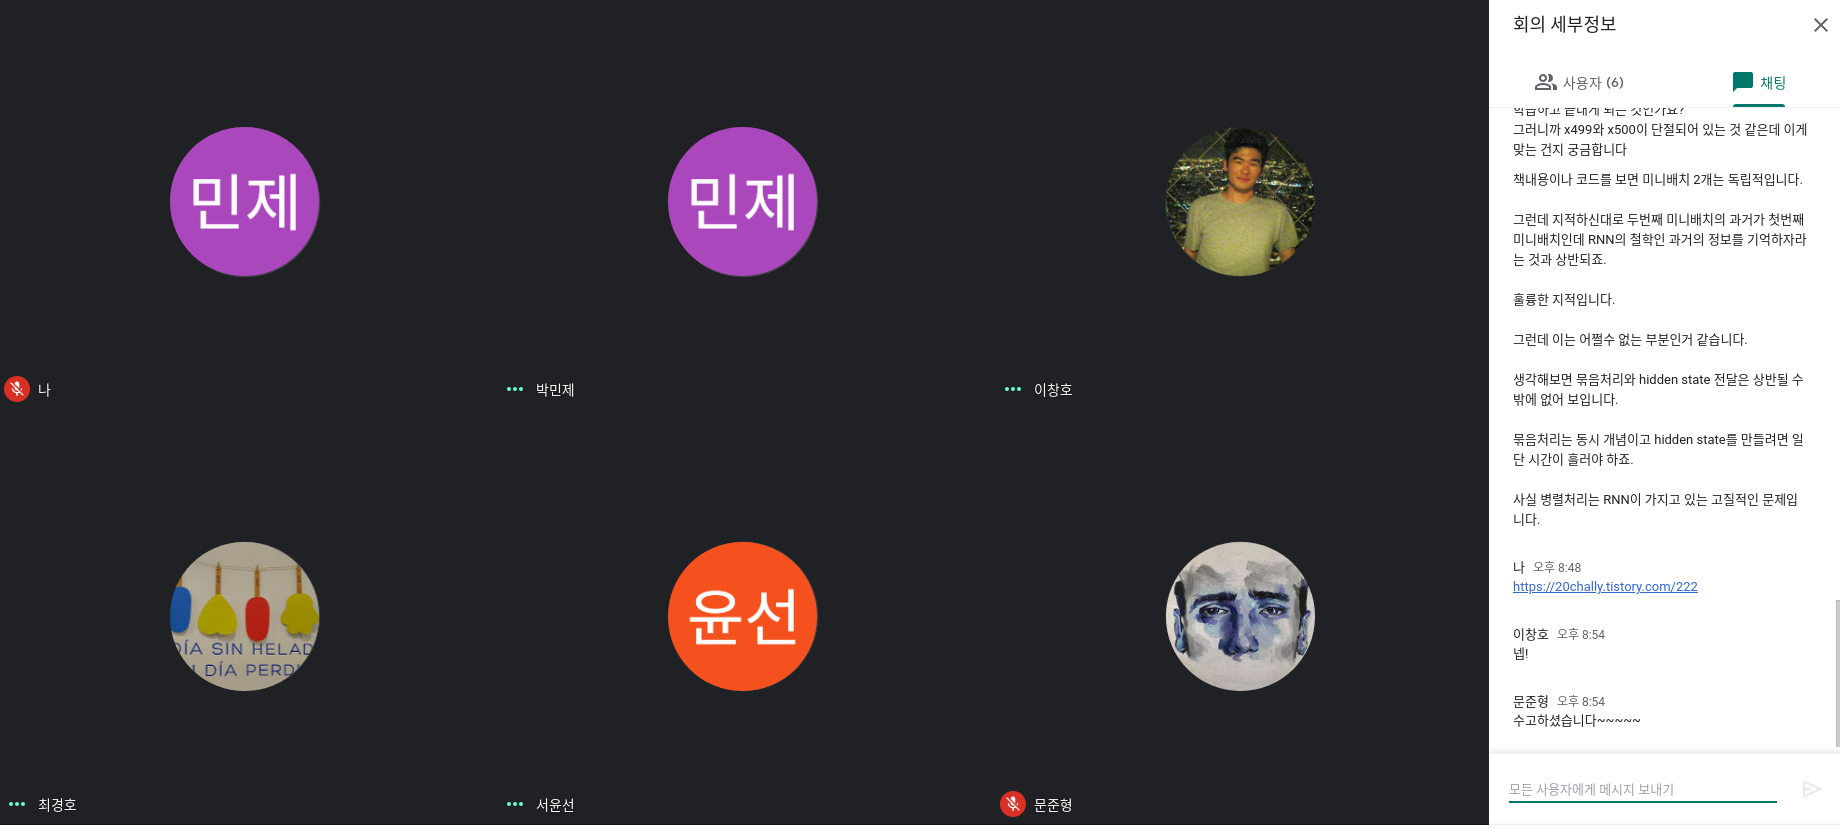 민제
민제
나
박민제
이창호
DÍA SIN HELAD
DÍA PERD
윤선
최경호
서윤선
문준형
회의 세부정보
사용자 (6)
채팅
학습하고 끝내게 되는 것인가요?
그러니까 x499와 x500이 단절되어 있는 것 같은데 이게
맞는 건지 궁금합니다
책내용이나 코드를 보면 미니배치 2개는 독립적입니다.
그런데 지적하신대로 두번째 미니배치의 과거가 첫번째
미니배치인데 RNN의 철학인 과거의 정보를 기억하자라
는 것과 상반되죠.
훌륭한 지적입니다.
그런데 이는 어쩔수 없는 부분인거 같습니다.
생각해보면 묶음처리와 hidden state 전달은 상반될 수
밖에 없어 보입니다.
묶음처리는 동시 개념이고 hidden state를 만들려면 일
단 시간이 흘러야 하죠.
사실 병렬처리는 RNN이 가지고 있는 고질적인 문제입
니다.
나 오후 8:48
https://20chally.tistory.com/222
이창호 오후 8:54
넵!
문준형 오후 8:54
수고하셨습니다~~~~~
모든 사용자에게 메시지 보내기